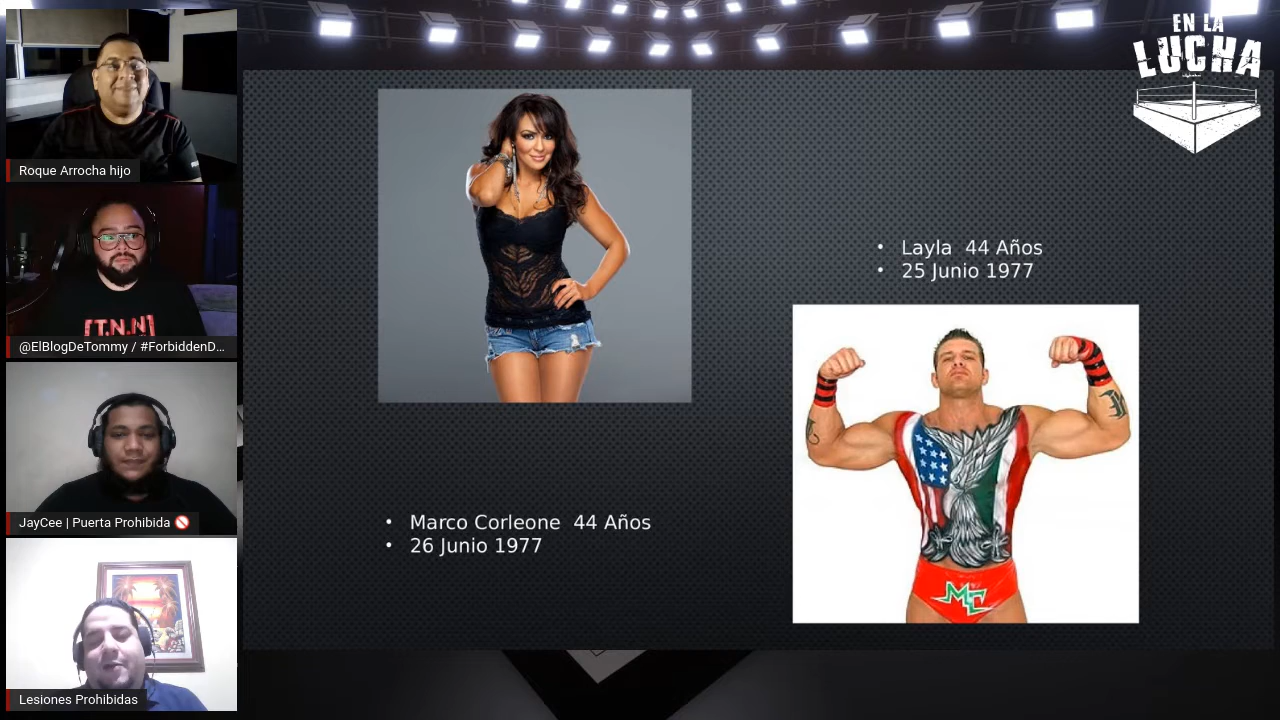 EN LA
LUCHA
Roque Arrocha hijo
[T.N.N]
@ElBlogDeTommy / #ForbiddenD...
JayCee | Puerta Prohibida 🚫
Lesiones Prohibidas
• Layla 44 Años
• 25 Junio 1977
• Marco Corleone 44 Años
• 26 Junio 1977
MC